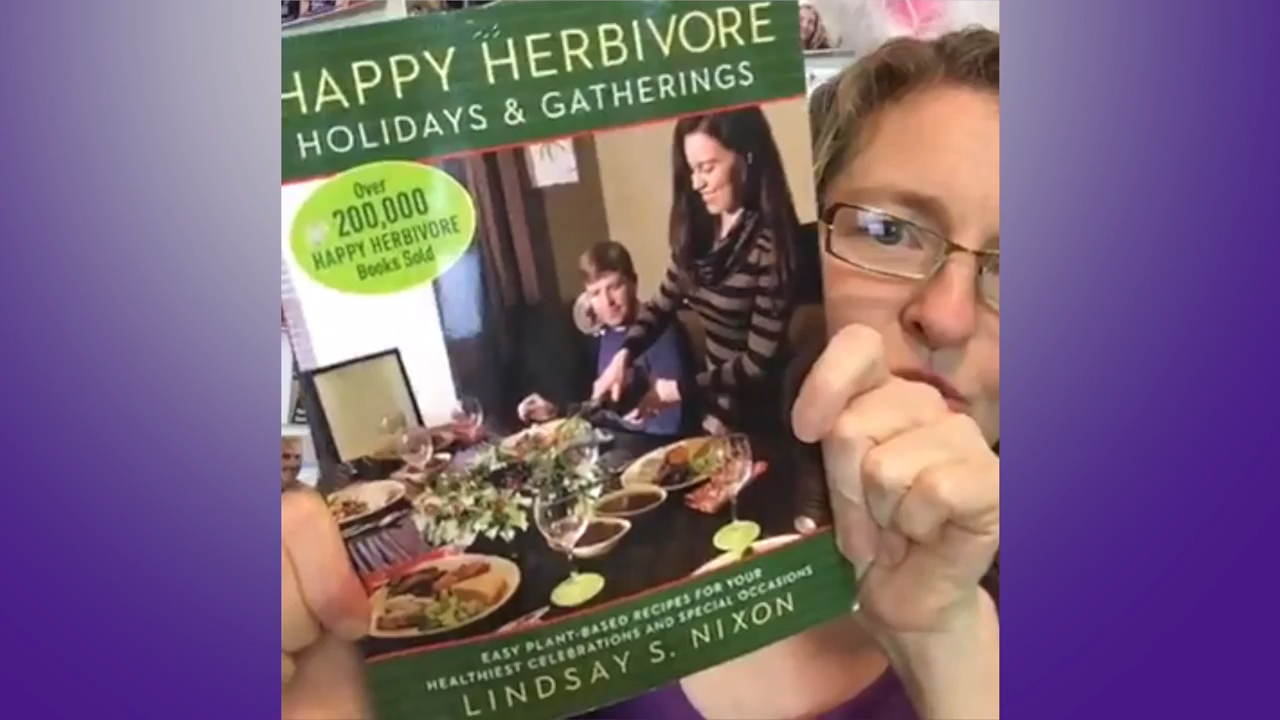 HAPPY HERBIVORE
HOLIDAYS & GATHERINGS
Over
200,000
HAPPY HERBIVORE
Books Sold
EASY PLANT-BASED RECIPES FOR YOUR
HEALTHIEST CELEBRATIONS AND SPECIAL OCCASIONS
LINDSAY S. NIXON